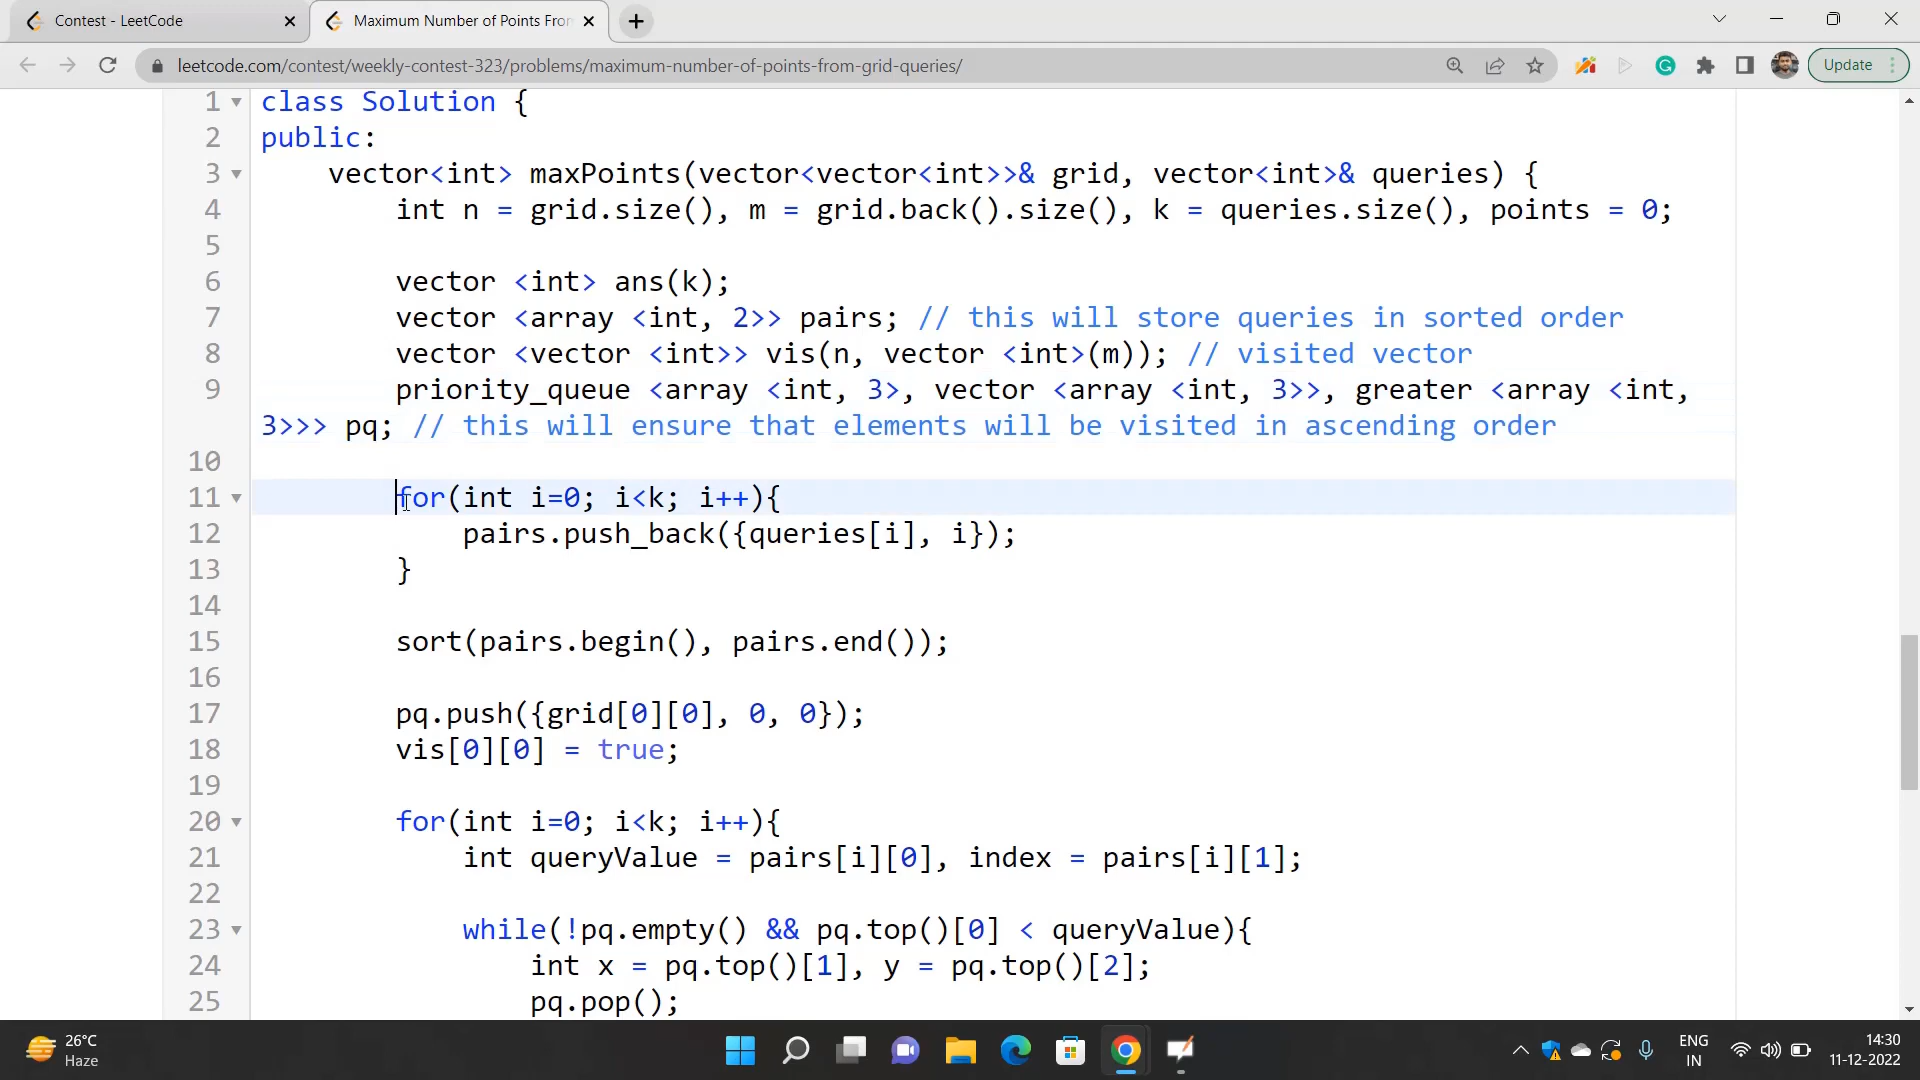 Contest - LeetCode
Maximum Number of Points Fro
leetcode.com/contest/weekly-contest-323/problems/maximum-number-of-points-from-grid-queries/
Update
1 class Solution {
2 public:
3 vector<int> maxPoints(vector<vector<int>>& grid, vector<int>& queries) {
4 int n = grid.size(), m = grid.back().size(), k = queries.size(), points = 0;
5
6 vector <int> ans(k);
7 vector <array <int, 2>> pairs; // this will store queries in sorted order
8 vector <vector <int>> vis(n, vector <int>(m)); // visited vector
9 priority_queue <array <int, 3>, vector <array <int, 3>>, greater <array <int,
3>>> pq; // this will ensure that elements will be visited in ascending order
10
11 for(int i=0; i<k; i++){
12 pairs.push_back({queries[i], i});
13 }
14
15 sort(pairs.begin(), pairs.end());
16
17 pq.push({grid[0][0], 0, 0});
18 vis[0][0] = true;
19
20 for(int i=0; i<k; i++){
21 int queryValue = pairs[i][0], index = pairs[i][1];
22
23 while(!pq.empty() && pq.top()[0] < queryValue){
24 int x = pq.top()[1], y = pq.top()[2];
25 pq.pop();
26°C
Haze
ENG
IN
14:30
11-12-2022